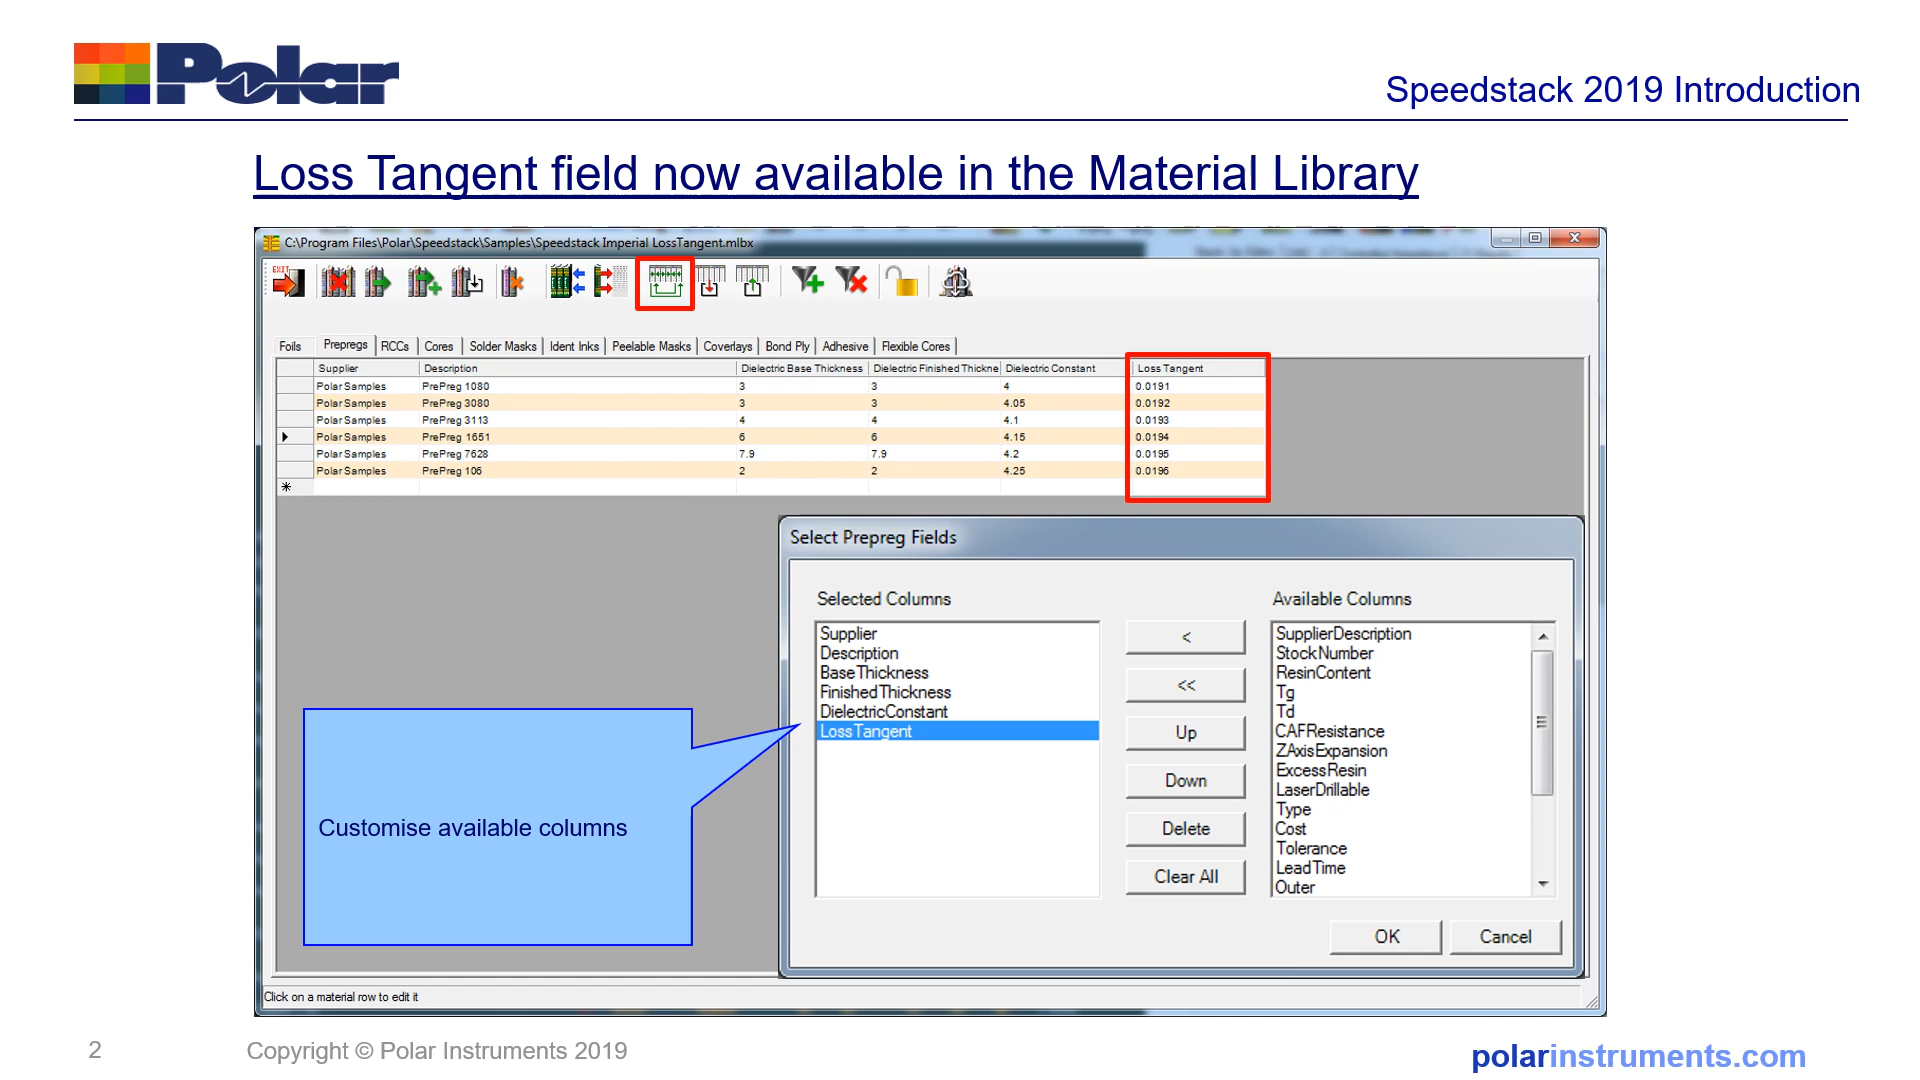 Polar
Speedstack 2019 Introduction
Loss Tangent field now available in the Material Library
C:\Program Files\Polar\Speedstack\Samples\Speedstack Imperial LossTangent.mlbx
EXIT
Foils Prepregs RCCs Cores Solder Masks Ident Inks Peelable Masks Coverlays Bond Ply Adhesive Flexible Cores
Supplier Description Dielectric Base Thickness Dielectric Finished Thickne Dielectric Constant Loss Tangent
Polar Samples PrePreg 1080 3 3 4 0.0191
Polar Samples PrePreg 3080 3 3 4.05 0.0192
Polar Samples PrePreg 3113 4 4 4.1 0.0193
Polar Samples PrePreg 1651 6 6 4.15 0.0194
Polar Samples PrePreg 7628 7.9 7.9 4.2 0.0195
Polar Samples PrePreg 106 2 2 4.25 0.0196
Select Prepreg Fields
Selected Columns
Supplier
Description
BaseThickness
FinishedThickness
DielectricConstant
LossTangent
<
<<
Up
Down
Delete
Clear All
Available Columns
SupplierDescription
StockNumber
ResinContent
Tg
Td
CAFResistance
ZAxisExpansion
ExcessResin
LaserDrillable
Type
Cost
Tolerance
LeadTime
Outer
OK Cancel
Customise available columns
Click on a material row to edit it
2 Copyright © Polar Instruments 2019
polarinstruments.com